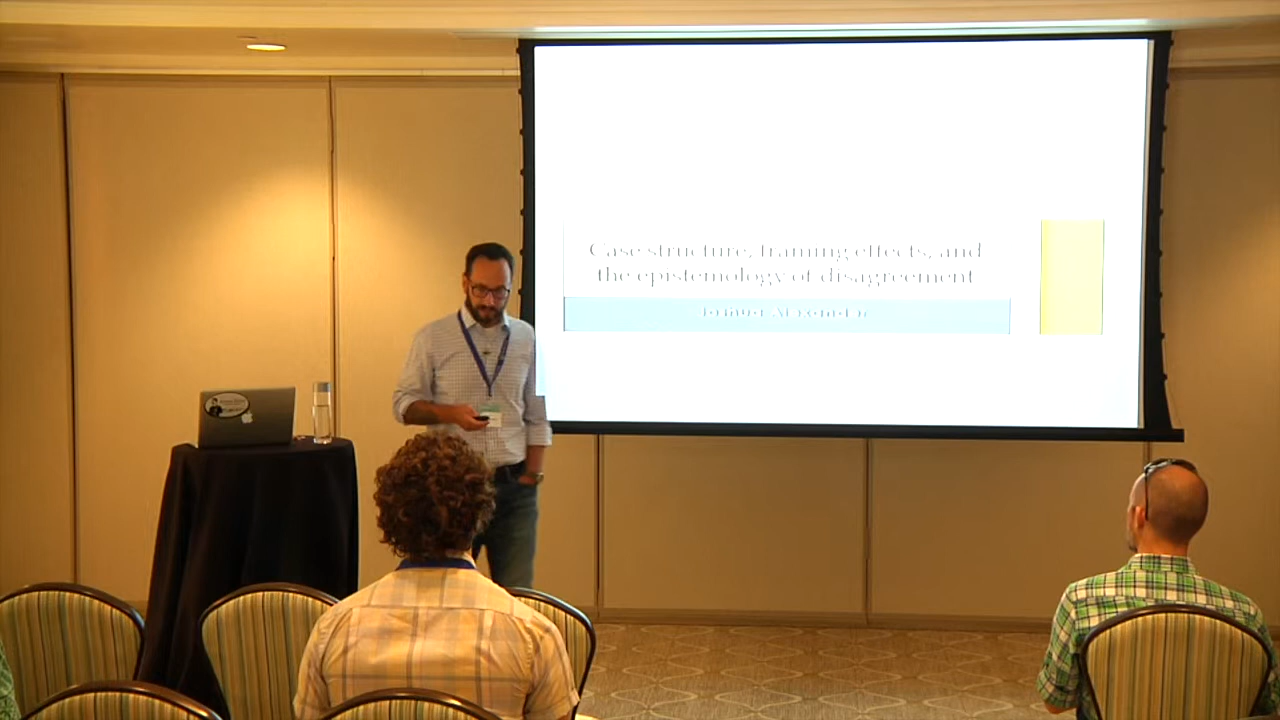 Case structure, framing effects, and
the epistemology of disagreement